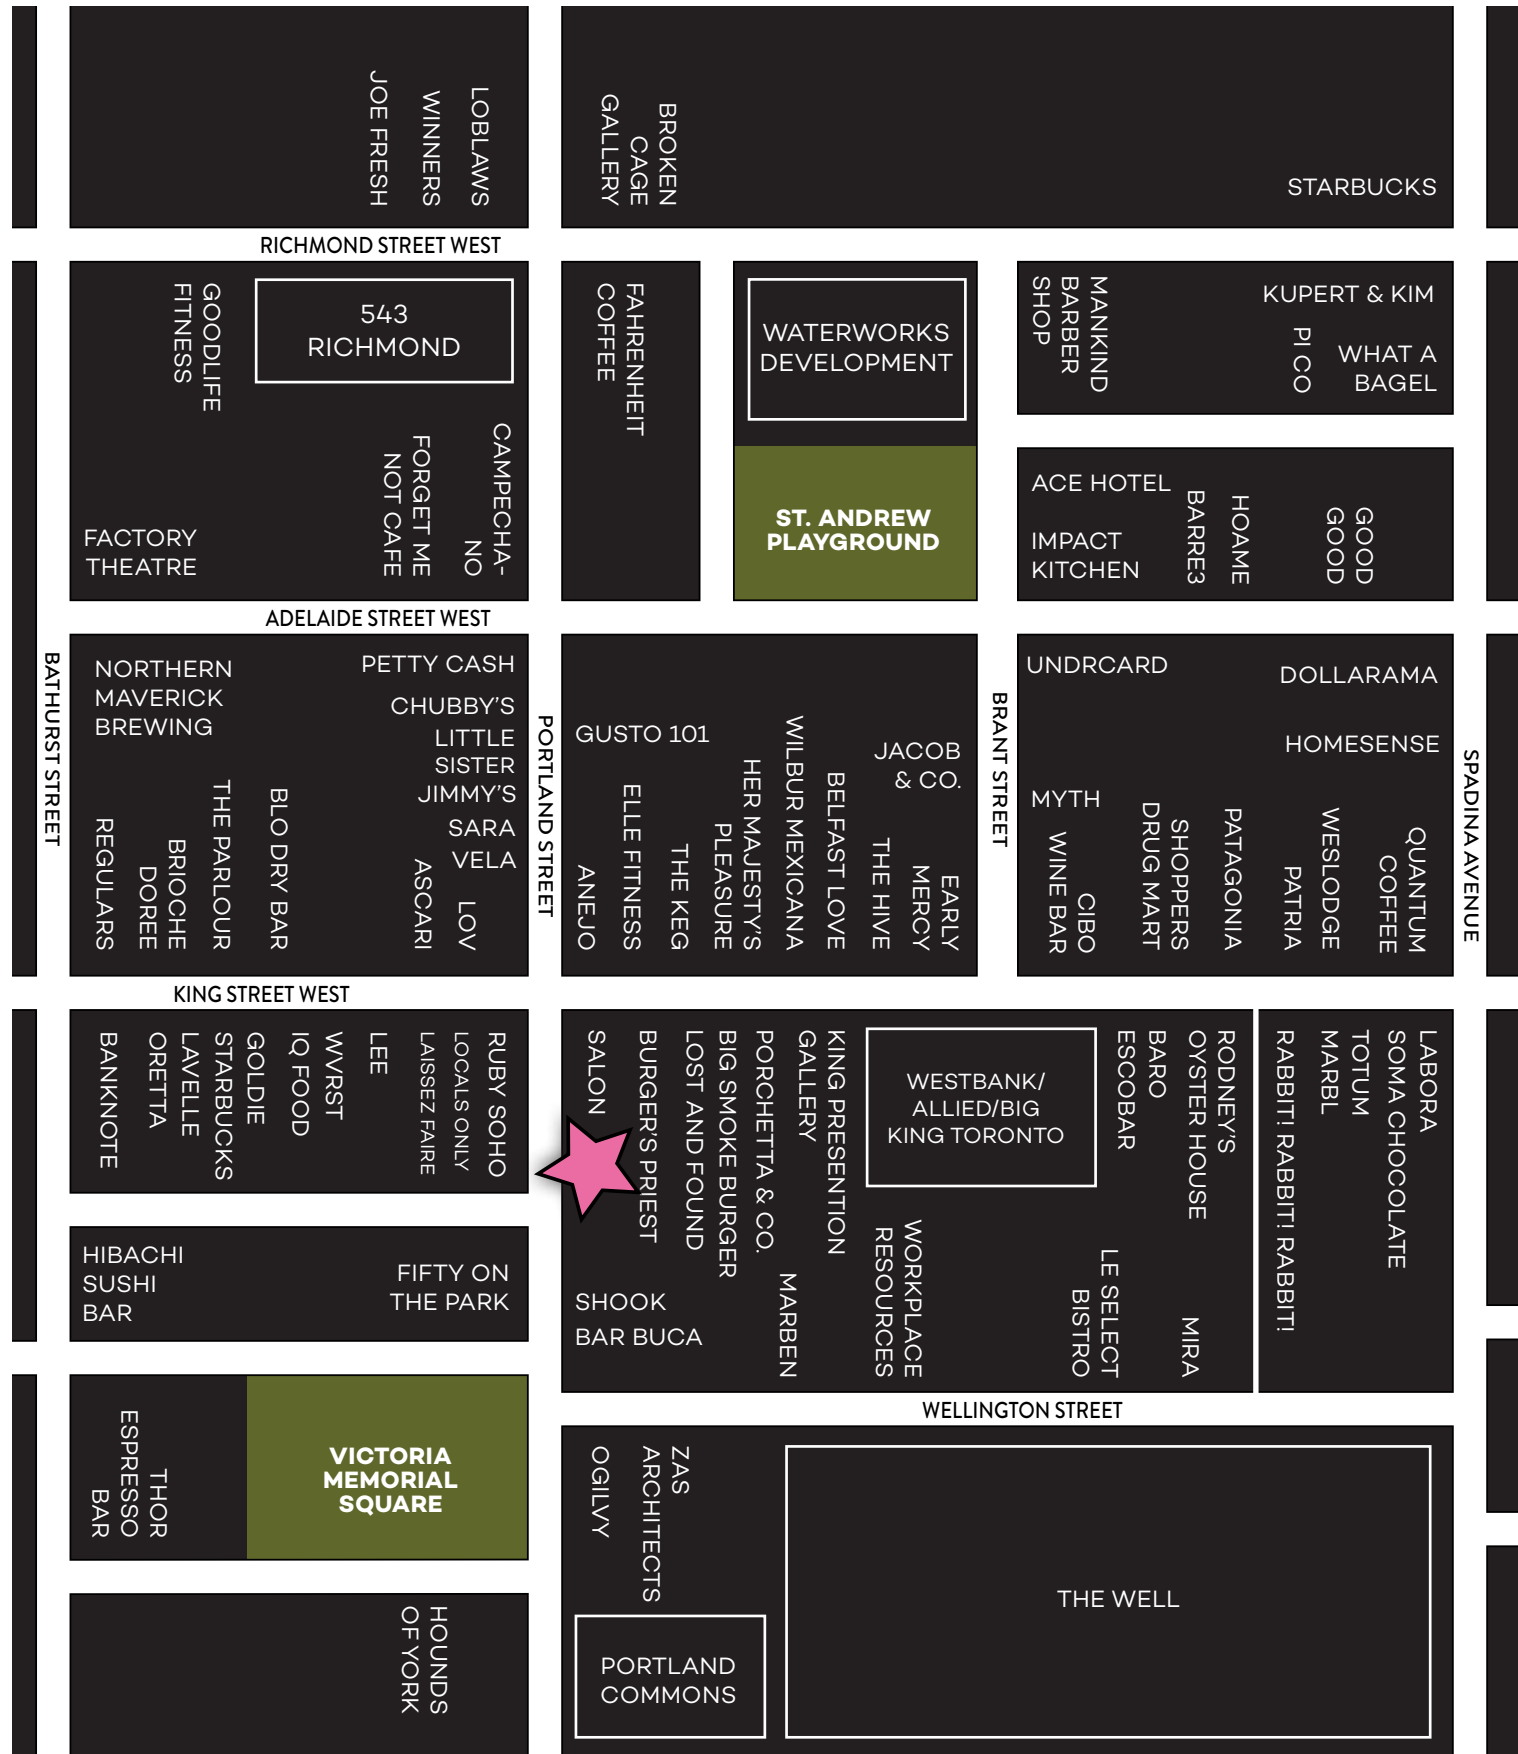 JOE FRESH
WINNERS
LOBLAWS
BROKEN
CAGE
GALLERY
STARBUCKS
RICHMOND STREET WEST
GOODLIFE
FITNESS
543
RICHMOND
FORGET ME
NOT CAFE
CAMPECHA-
NO
FACTORY
THEATRE
FAHRENHEIT
COFFEE
WATERWORKS
DEVELOPMENT
ST. ANDREW
PLAYGROUND
MANKIND
BARBER
SHOP
KUPERT & KIM
PI CO
WHAT A
BAGEL
ACE HOTEL
IMPACT
KITCHEN
BARRE3
HOAME
GOOD
GOOD
ADELAIDE STREET WEST
BATHURST STREET
NORTHERN
MAVERICK
BREWING
PETTY CASH
CHUBBY'S
LITTLE
SISTER
JIMMY'S
SARA
VELA
REGULARS
BRIOCHE
DOREE
THE PARLOUR
BLO DRY BAR
ASCARI
LOV
PORTLAND STREET
GUSTO 101
JACOB
& CO.
ANEJO
ELLE FITNESS
THE KEG
HER MAJESTY'S
PLEASURE
WILBUR MEXICANA
BELFAST LOVE
THE HIVE
EARLY
MERCY
BRANT STREET
UNDRCARD
DOLLARAMA
HOMESENSE
MYTH
CIBO
WINE BAR
SHOPPERS
DRUG MART
PATAGONIA
PATRIA
WESLODGE
QUANTUM
COFFEE
SPADINA AVENUE
KING STREET WEST
BANKNOTE
ORETTA
LAVELLE
STARBUCKS
GOLDIE
IQ FOOD
WVRST
LEE
LAISSEZ FAIRE
LOCALS ONLY
RUBY SOHO
SALON
BURGER'S PRIEST
LOST AND FOUND
BIG SMOKE BURGER
PORCHETTA & CO.
KING PRESENTION
GALLERY
WESTBANK/
ALLIED/BIG
KING TORONTO
ESCOBAR
BARO
RODNEY'S
OYSTER HOUSE
RABBIT! RABBIT! RABBIT!
MARBL
TOTUM
SOMA CHOCOLATE
LABORA
HIBACHI
SUSHI
BAR
FIFTY ON
THE PARK
SHOOK
BAR BUCA
MARBEN
WORKPLACE
RESOURCES
LE SELECT
BISTRO
MIRA
WELLINGTON STREET
THOR
ESPRESSO
BAR
VICTORIA
MEMORIAL
SQUARE
OGILVY
ZAS
ARCHITECTS
THE WELL
HOUNDS
OF YORK
PORTLAND
COMMONS